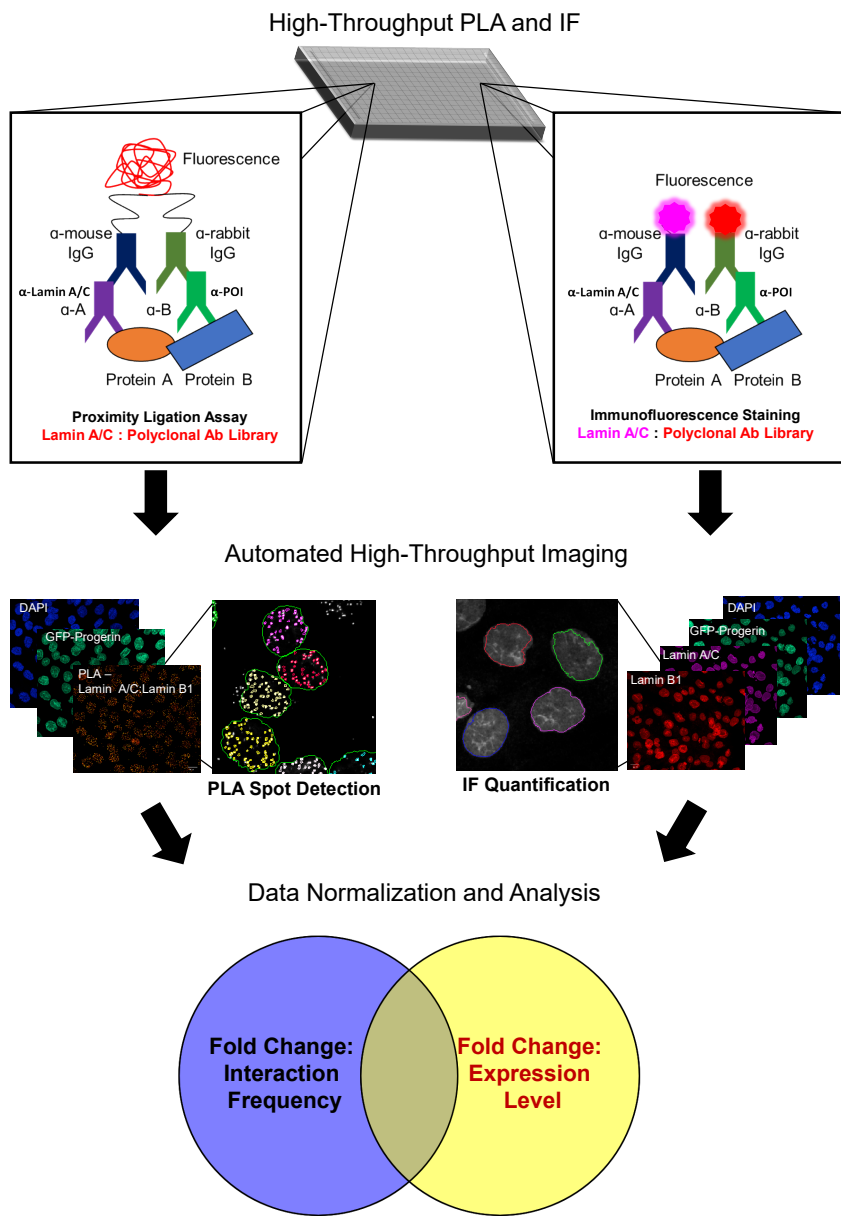 High-Throughput PLA and IF
Fluorescence
α-mouse
IgG
α-rabbit
IgG
α-Lamin A/C
α-A
α-B
α-POI
Protein A
Protein B
Proximity Ligation Assay
Lamin A/C : Polyclonal Ab Library
Fluorescence
α-mouse
IgG
α-rabbit
IgG
α-Lamin A/C
α-A
α-B
α-POI
Protein A
Protein B
Immunofluorescence Staining
Lamin A/C : Polyclonal Ab Library
Automated High-Throughput Imaging
DAPI
GFP-Progerin
PLA –
Lamin A/C:Lamin B1
PLA Spot Detection
IF Quantification
DAPI
GFP-Progerin
Lamin A/C
Lamin B1
Data Normalization and Analysis
Fold Change:
Interaction
Frequency
Fold Change:
Expression
Level